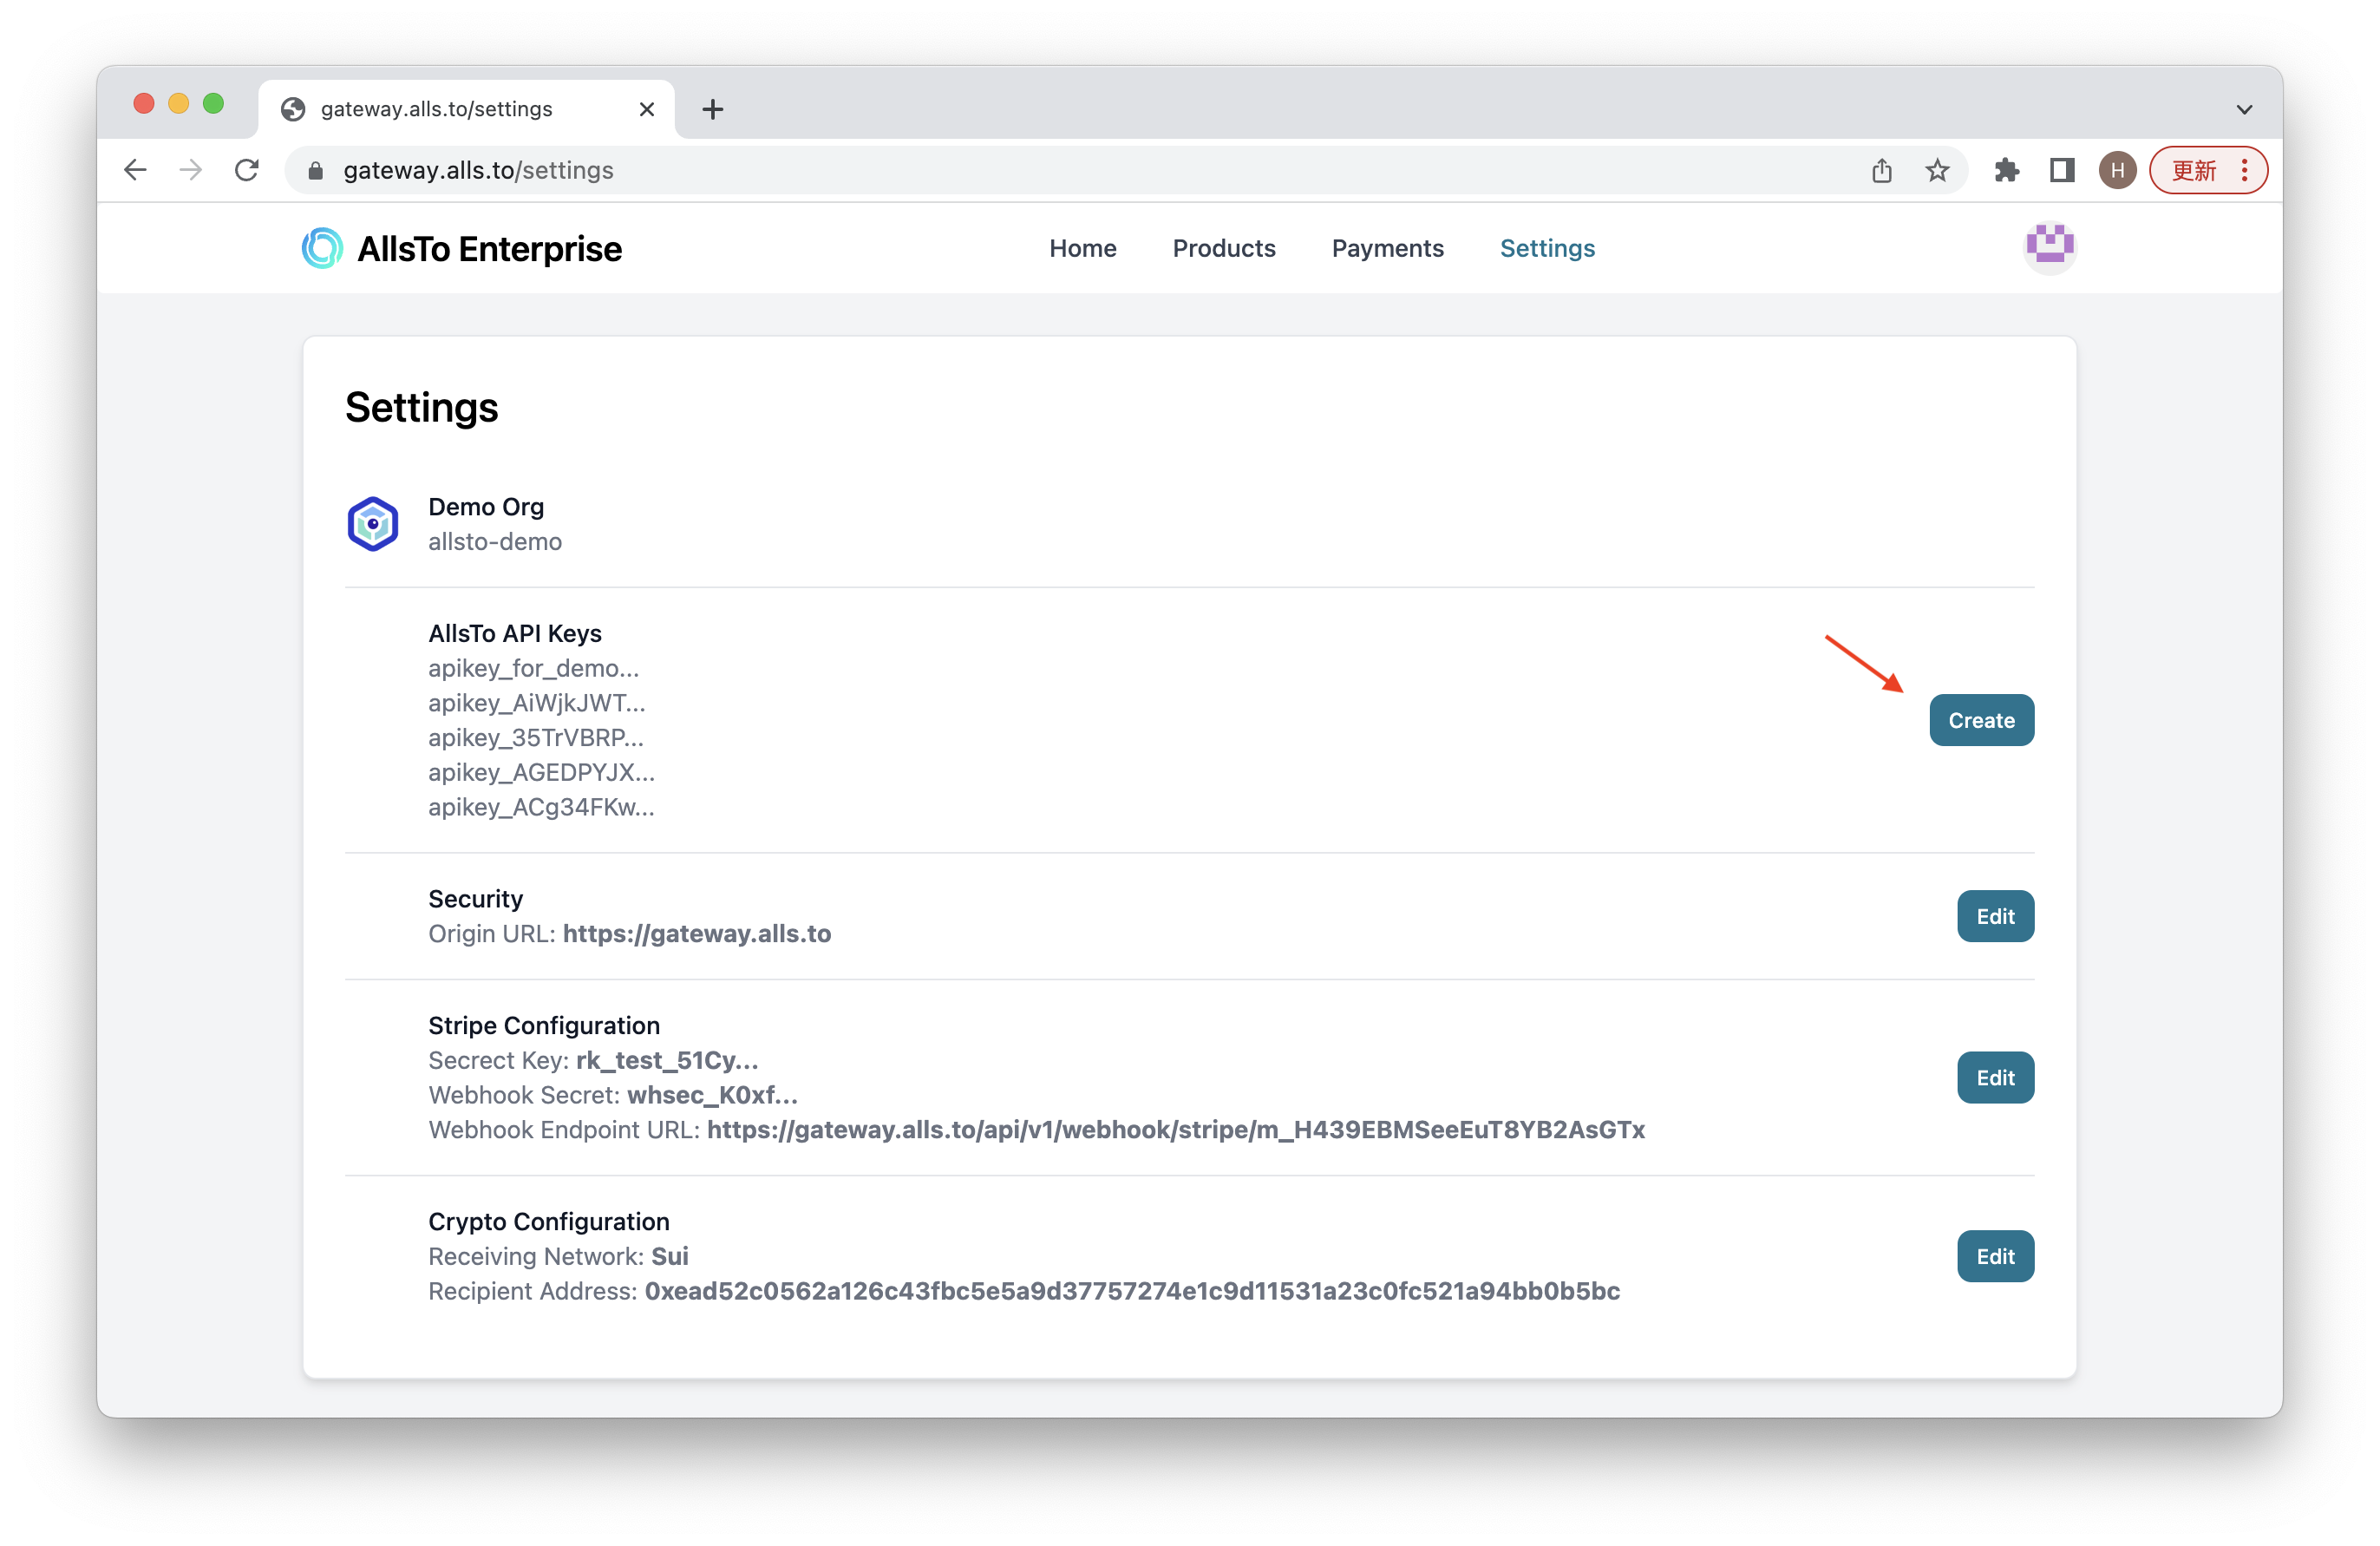 gateway.alls.to/settings
gateway.alls.to/settings
H
更新
AllsTo Enterprise
Home
Products
Payments
Settings
Settings
Demo Org
allsto-demo
AllsTo API Keys
apikey_for_demo...
apikey_AiWjkJWT...
apikey_35TrVBRP...
apikey_AGEDPYJX...
apikey_ACg34FKw...
Create
Security
Origin URL: https://gateway.alls.to
Edit
Stripe Configuration
Secrect Key: rk_test_51Cy...
Webhook Secret: whsec_K0xf...
Webhook Endpoint URL: https://gateway.alls.to/api/v1/webhook/stripe/m_H439EBMSeeEuT8YB2AsGTx
Edit
Crypto Configuration
Receiving Network: Sui
Recipient Address: 0xead52c0562a126c43fbc5e5a9d37757274e1c9d11531a23c0fc521a94bb0b5bc
Edit